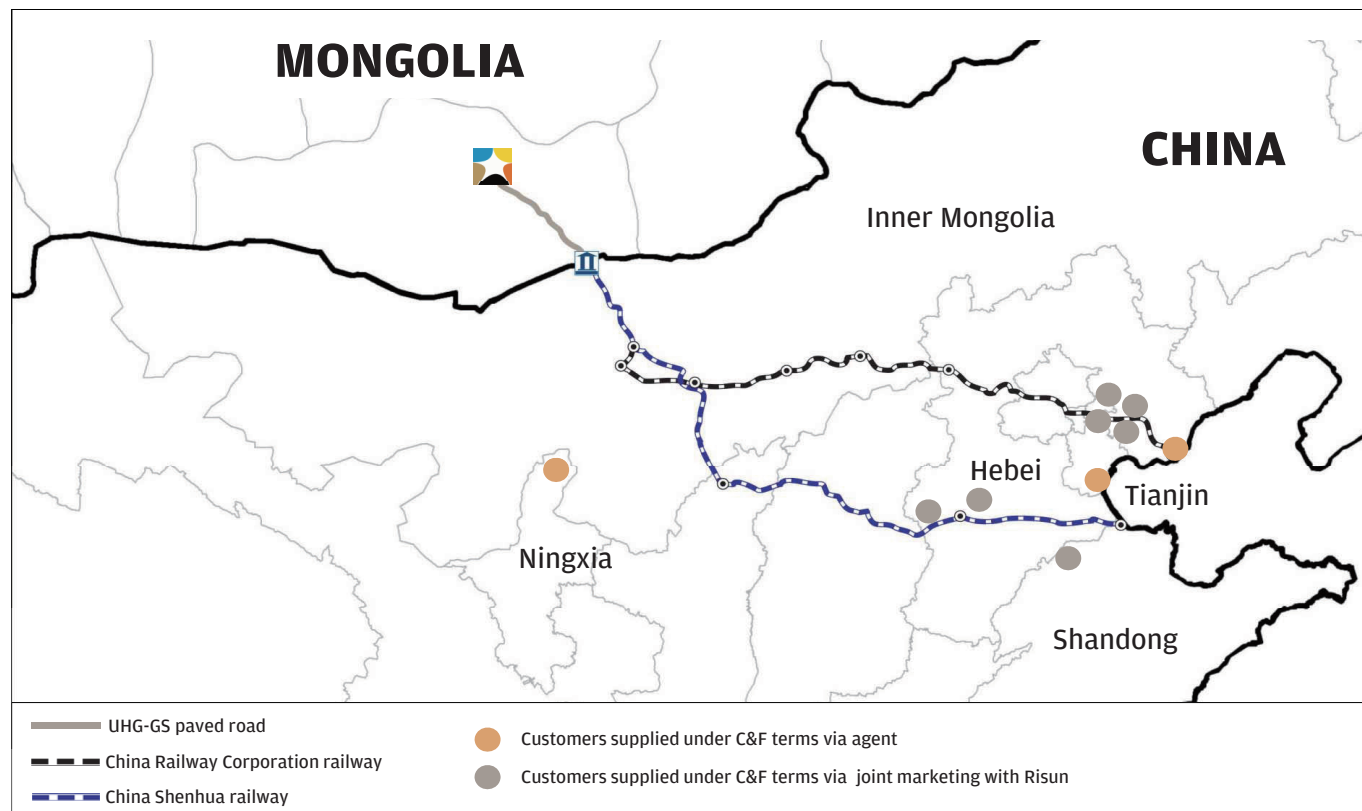 MONGOLIA
CHINA
Inner Mongolia
Hebei
Tianjin
Ningxia
Shandong
UHG-GS paved road
China Railway Corporation railway
China Shenhua railway
Customers supplied under C&F terms via agent
Customers supplied under C&F terms via joint marketing with Risun